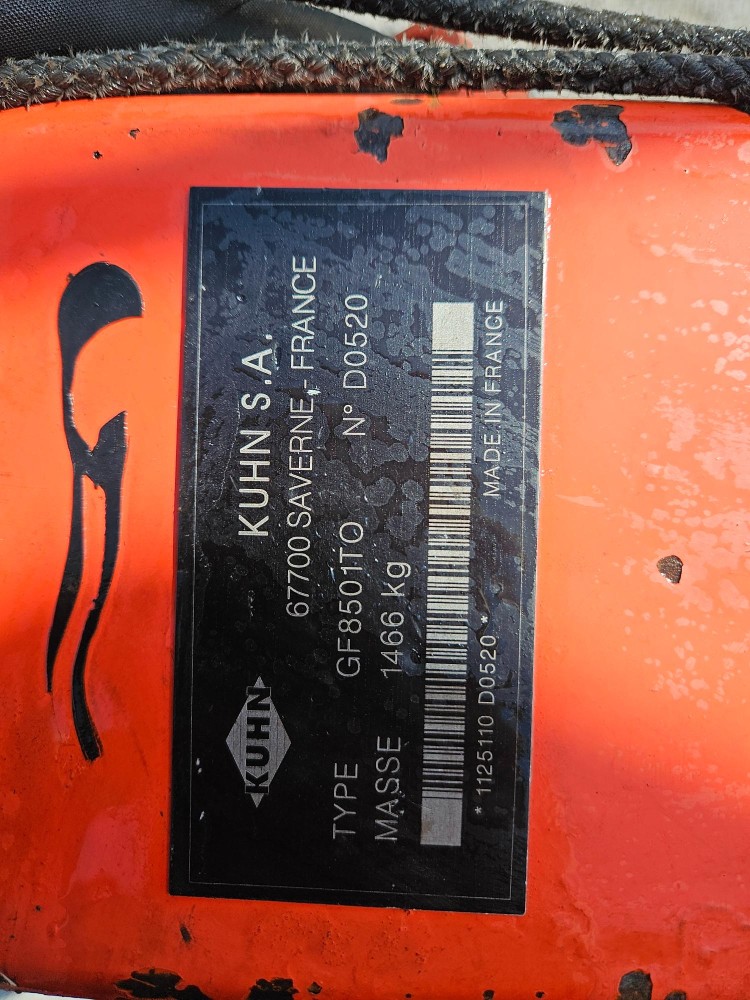 KUHN
KUHN S.A.
67700 SAVERNE - FRANCE
TYPE GF8501TO N° D0520
MASSE 1466 kg
* 1125110 D0520 *
MADE IN FRANCE